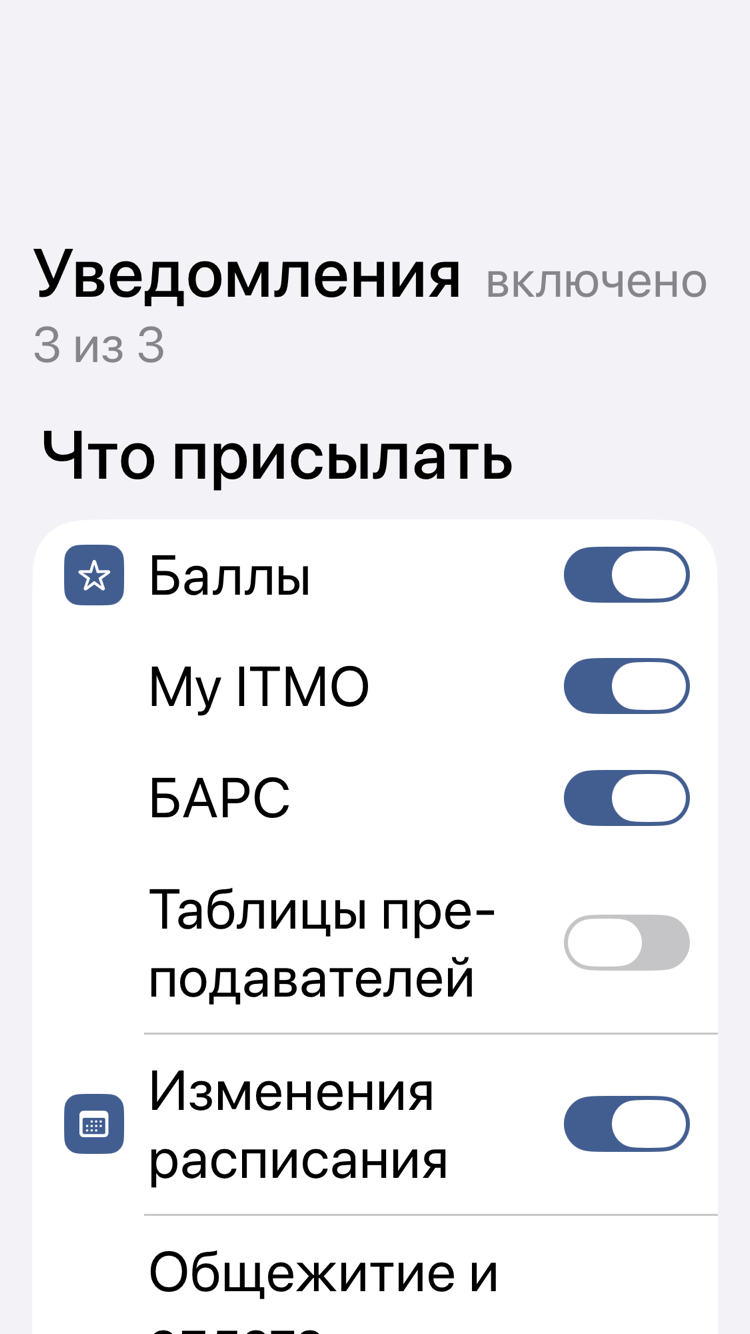 Уведомления включено
3 из 3
Что присылать
Баллы
My ITMO
БАРС
Таблицы пре-
подавателей
Изменения
расписания
Общежитие и